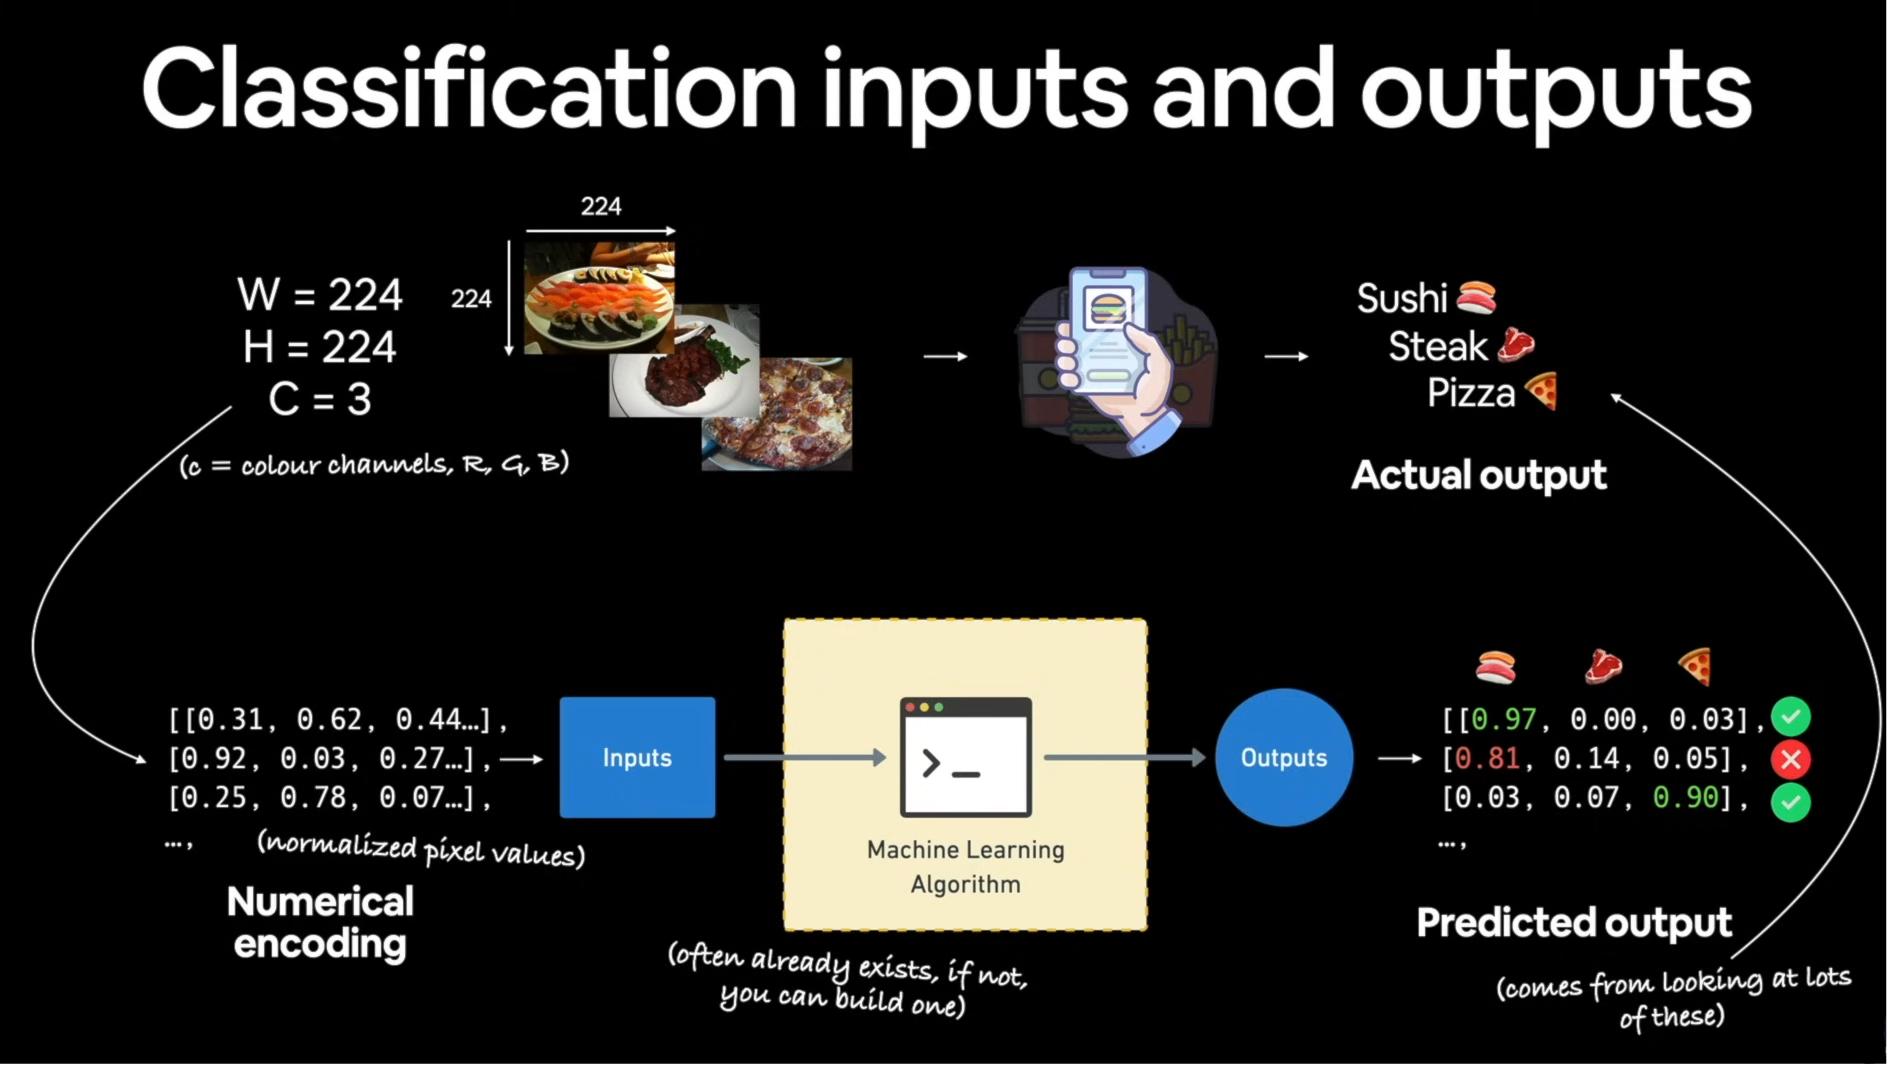 Classification inputs and outputs
224
W = 224
224
H = 224
C = 3
(c = colour channels, R, G, B)
Sushi 🍣
Steak 🥩
Pizza 🍕
Actual output
[[0.31, 0.62, 0.44…],
[0.92, 0.03, 0.27…],
[0.25, 0.78, 0.07…],
…,
(normalized pixel values)
Numerical
encoding
Inputs
>_
Machine Learning
Algorithm
(often already exists, if not,
you can build one)
Outputs
🍣 🥩 🍕
[[0.97, 0.00, 0.03],
[0.81, 0.14, 0.05],
[0.03, 0.07, 0.90],
…,
Predicted output
(comes from looking at lots
of these)